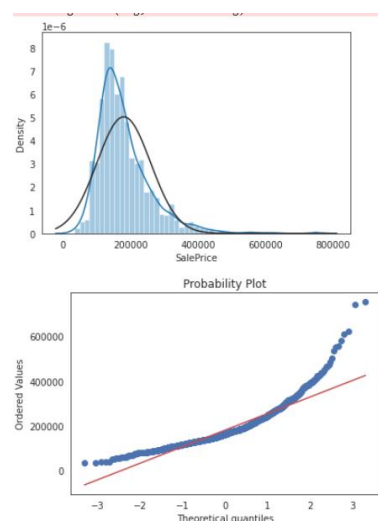 1e−6
8
7
6
5
4
3
2
1
0
Density
0 200000 400000 600000 800000
SalePrice
Probability Plot
600000
400000
200000
0
Ordered Values
−3 −2 −1 0 1 2 3
Theoretical quantiles